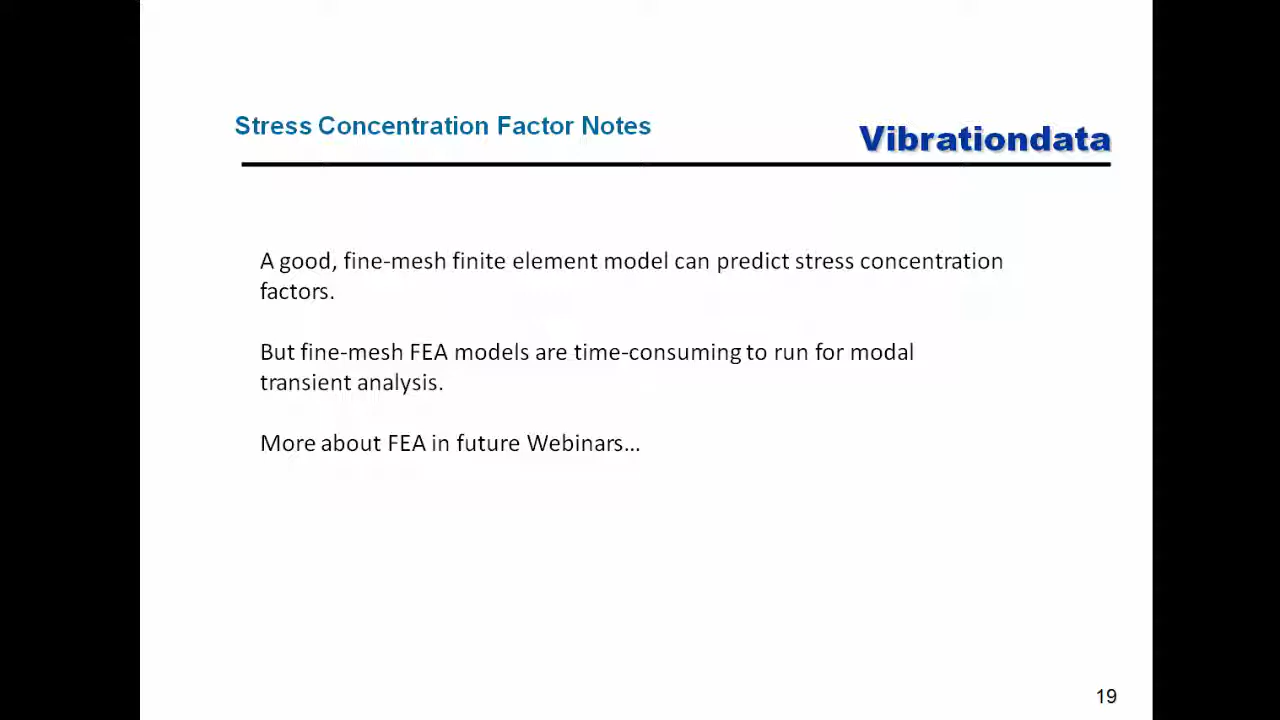 Stress Concentration Factor Notes
Vibrationdata
A good, fine-mesh finite element model can predict stress concentration
factors.
But fine-mesh FEA models are time-consuming to run for modal
transient analysis.
More about FEA in future Webinars…
19